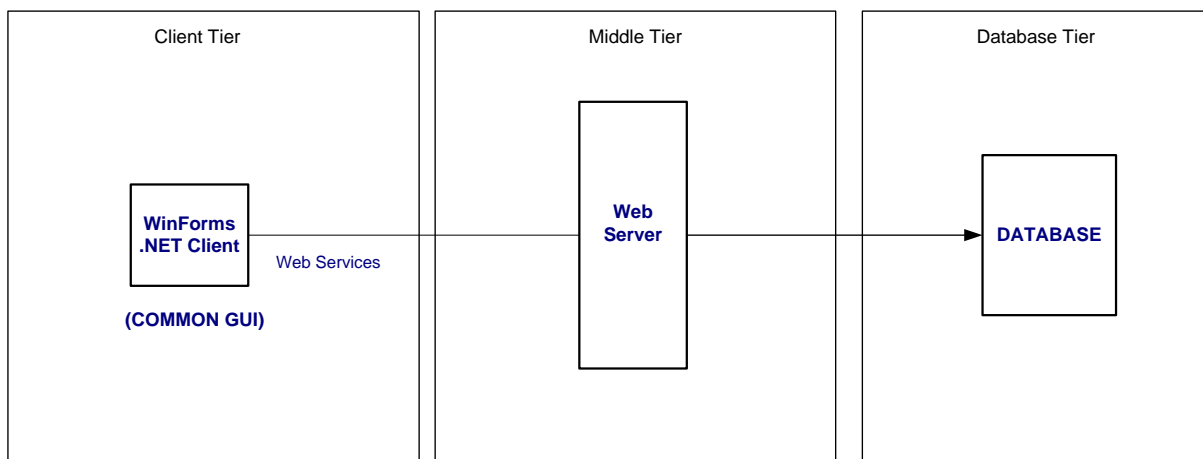 Client Tier
Middle Tier
Database Tier
WinForms
.NET Client
Web Services
(COMMON GUI)
Web
Server
DATABASE